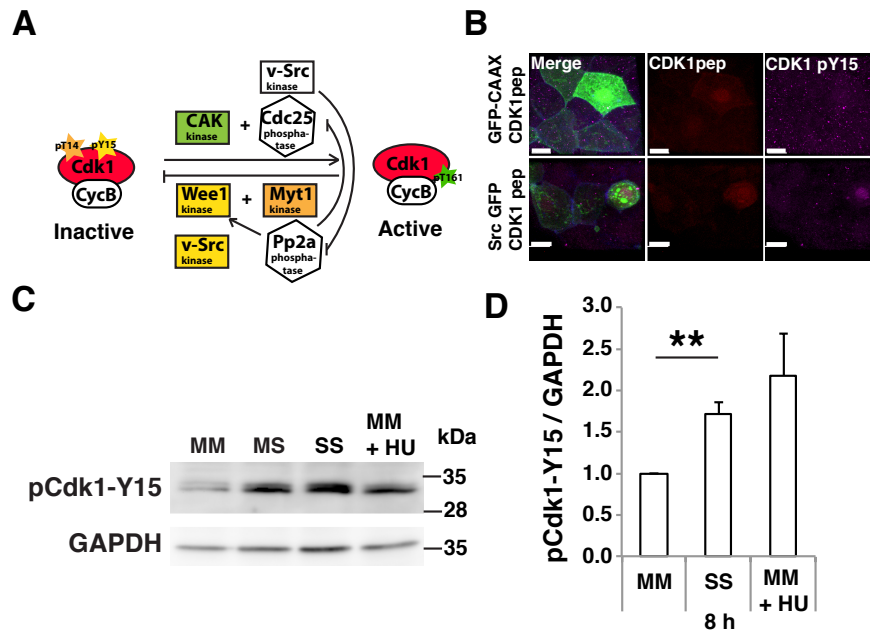 A
v-Src
kinase
CAK
kinase
+
Cdc25
phospha-
tase
pT14
pY15
Cdk1
CycB
Inactive
Cdk1
pT161
CycB
Active
Wee1
kinase
+
Myt1
kinase
v-Src
kinase
Pp2a
phospha-
tase
B
GFP-CAAX
CDK1pep
Src GFP
CDK1 pep
Merge
CDK1pep
CDK1 pY15
C
MM MS SS MM + HU kDa
pCdk1-Y15
35
28
GAPDH
35
D
pCdk1-Y15 / GAPDH
3.0
2.5
2.0
1.5
1.0
0.5
0.0
**
MM SS MM + HU
8 h